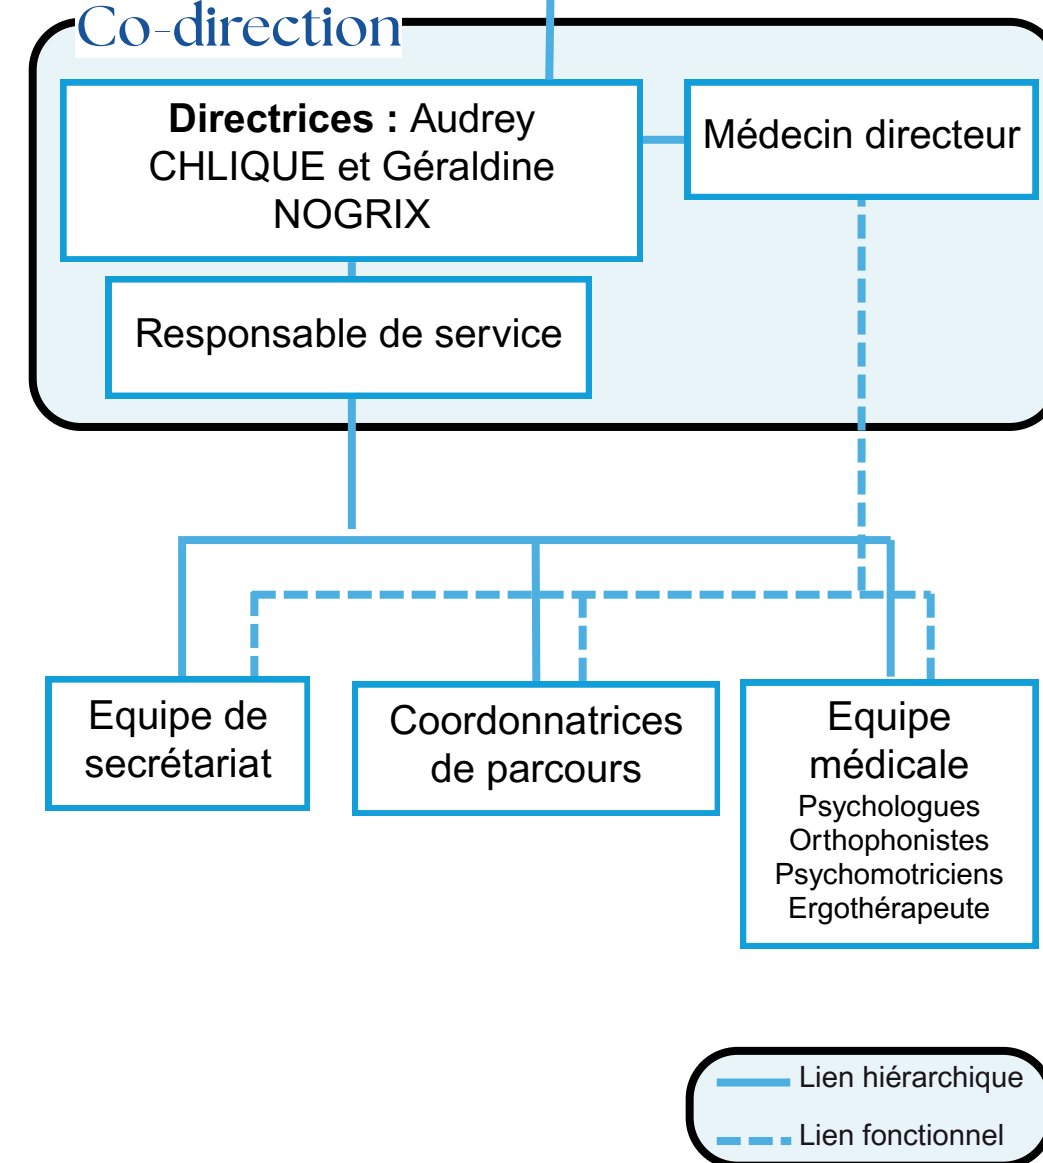 Co-direction
Directrices : Audrey
CHLIQUE et Géraldine
NOGRIX
Médecin directeur
Responsable de service
Equipe de
secrétariat
Coordonnatrices
de parcours
Equipe
médicale
Psychologues
Orthophonistes
Psychomotriciens
Ergothérapeute
Lien hiérarchique
Lien fonctionnel